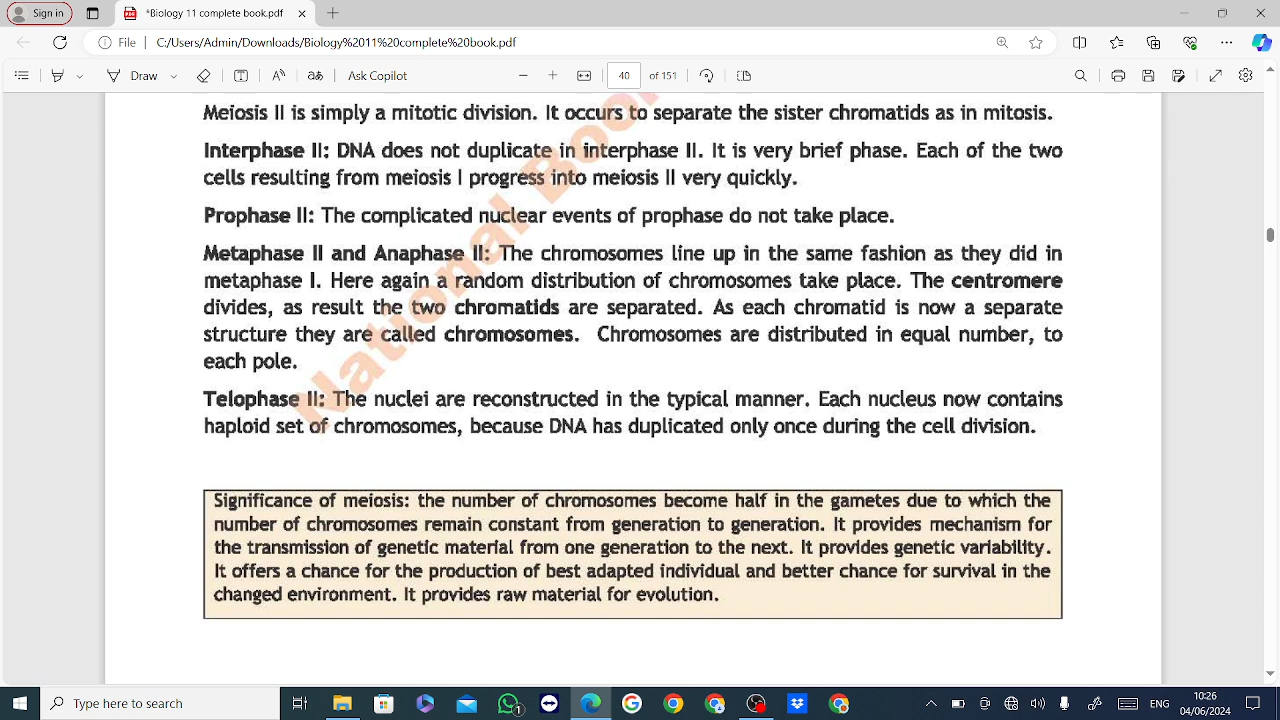 Sign in
*Biology 11 complete book.pdf
File C:/Users/Admin/Downloads/Biology%2011%20complete%20book.pdf
Draw Ask Copilot 40 of 151
Meiosis II is simply a mitotic division. It occurs to separate the sister chromatids as in mitosis.
Interphase II: DNA does not duplicate in interphase II. It is very brief phase. Each of the two
cells resulting from meiosis I progress into meiosis II very quickly.
Prophase II: The complicated nuclear events of prophase do not take place.
Metaphase II and Anaphase II: The chromosomes line up in the same fashion as they did in
metaphase I. Here again a random distribution of chromosomes take place. The centromere
divides, as result the two chromatids are separated. As each chromatid is now a separate
structure they are called chromosomes. Chromosomes are distributed in equal number, to
each pole.
Telophase II: The nuclei are reconstructed in the typical manner. Each nucleus now contains
haploid set of chromosomes, because DNA has duplicated only once during the cell division.
National Boo
Significance of meiosis: the number of chromosomes become half in the gametes due to which the
number of chromosomes remain constant from generation to generation. It provides mechanism for
the transmission of genetic material from one generation to the next. It provides genetic variability.
It offers a chance for the production of best adapted individual and better chance for survival in the
changed environment. It provides raw material for evolution.
Type here to search
ENG
10:26
04/06/2024